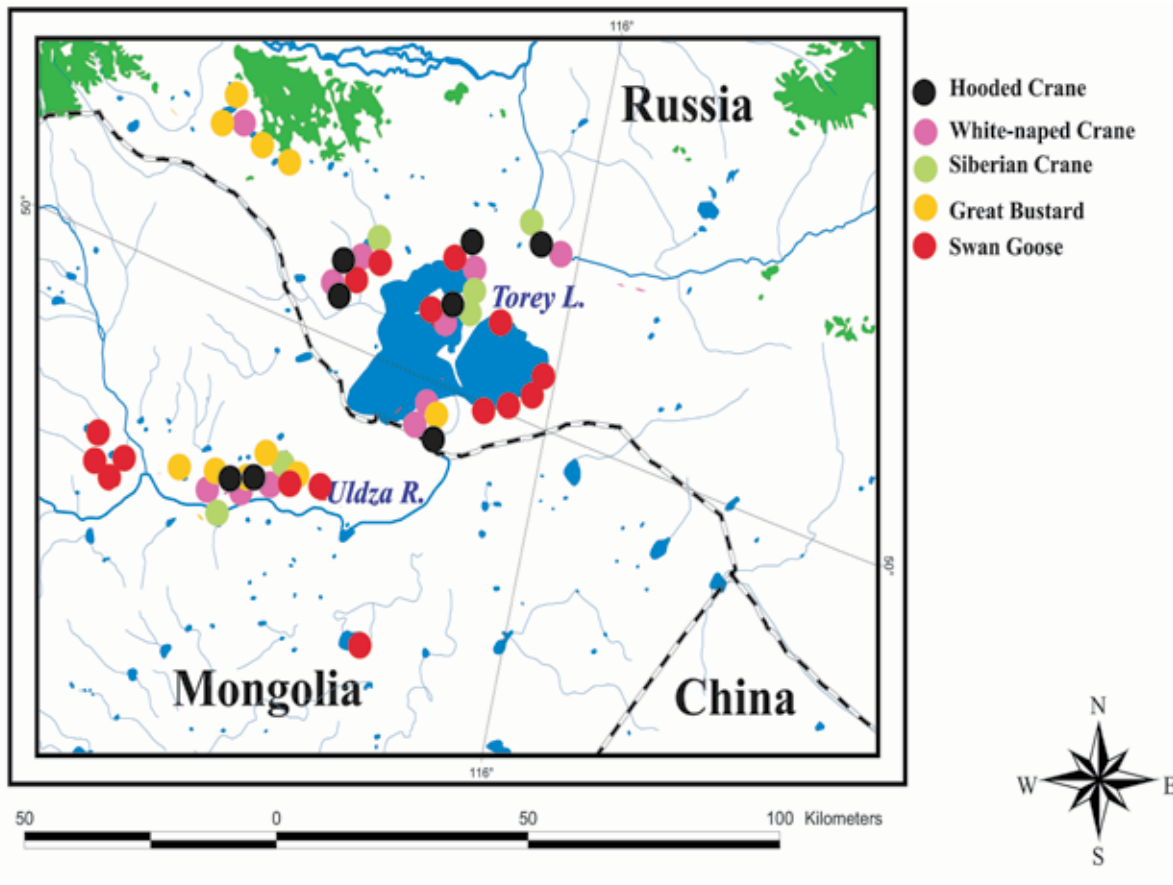 116°
Russia
Hooded Crane
White-naped Crane
Siberian Crane
Great Bustard
Swan Goose
50°
Torey L.
Uldza R.
50°
Mongolia
China
116°
N
W
E
S
50
0
50
100 Kilometers